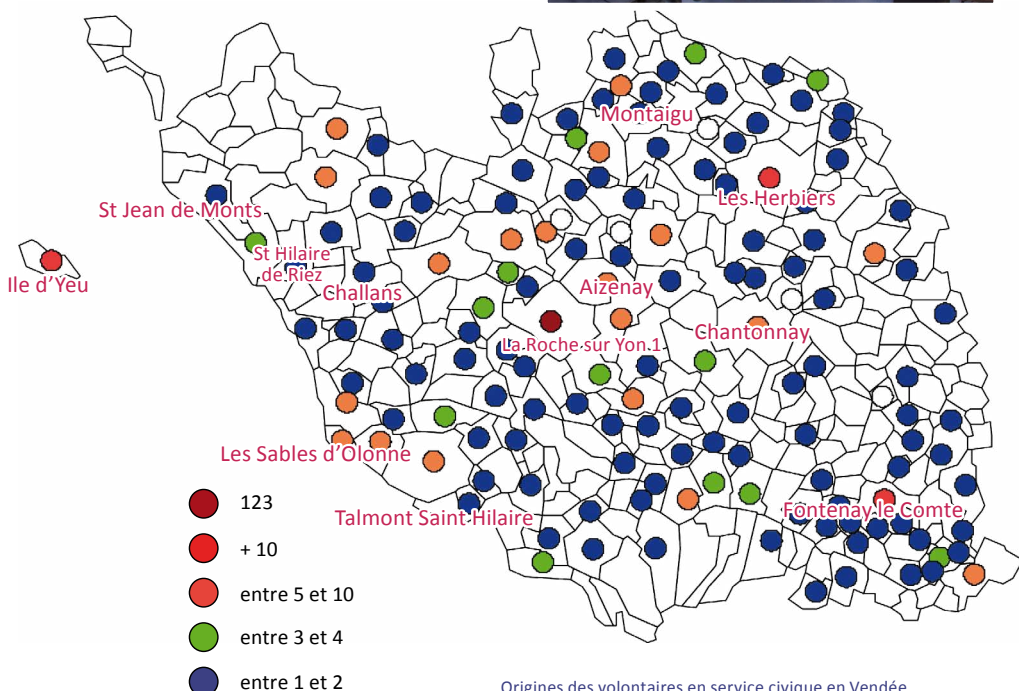 Montaigu
Les Herbiers
St Jean de Monts
St Hilaire
de Riez
Ile d'Yeu
Challans
Aizenay
Chantonnay
La Roche sur Yon.1
Les Sables d'Olonne
Talmont Saint Hilaire
Fontenay le Comte
123
+ 10
entre 5 et 10
entre 3 et 4
entre 1 et 2
Origines des volontaires en service civique en Vendée